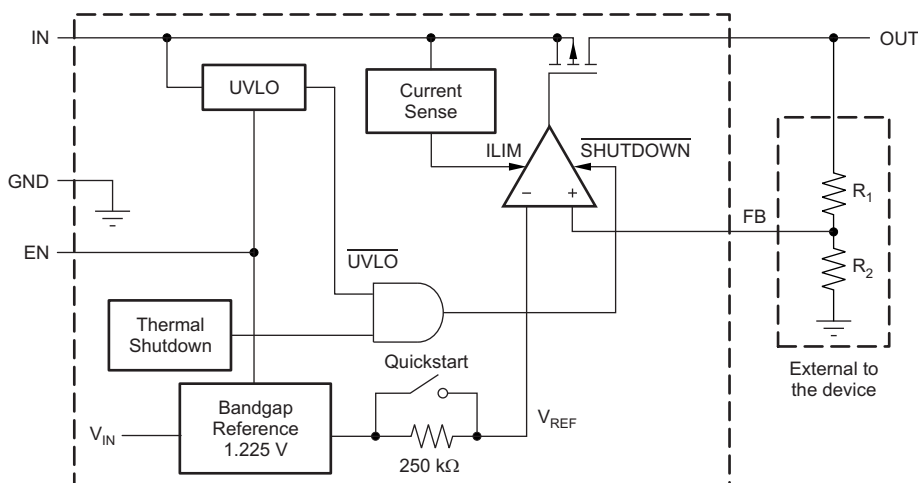 IN
OUT
UVLO
Current
Sense
ILIM
SHUTDOWN
GND
R1
FB
EN
UVLO
R2
Thermal
Shutdown
Quickstart
External to
the device
Bandgap
Reference
1.225 V
VIN
VREF
250 kΩ
−
+